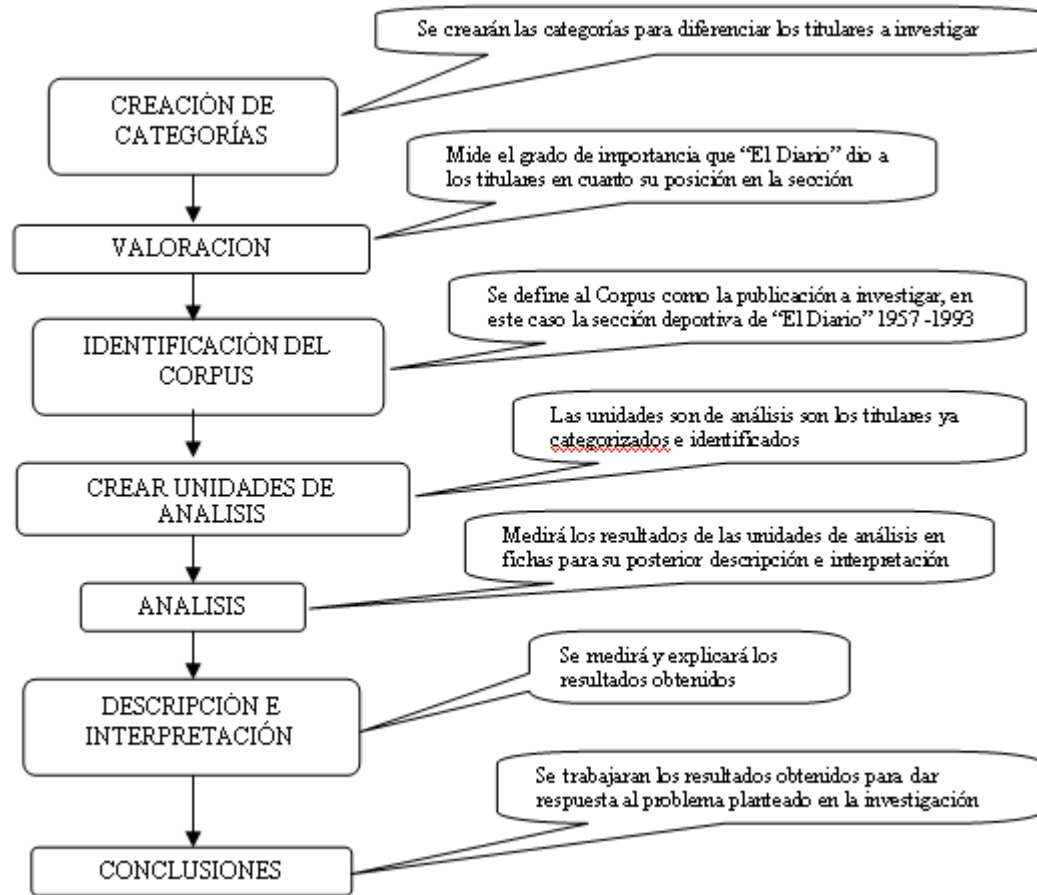 Se crearán las categorías para diferenciar los titulares a investigar
CREACIÓN DE
CATEGORÍAS
Mide el grado de importancia que “El Diario” dio a
los titulares en cuanto su posición en la sección
VALORACION
Se define al Corpus como la publicación a investigar, en
este caso la sección deportiva de “El Diario” 1957 -1993
IDENTIFICACIÓN DEL
CORPUS
Las unidades son de análisis son los titulares ya
categorizados e identificados
CREAR UNIDADES DE
ANALISIS
Medirá los resultados de las unidades de análisis en
fichas para su posterior descripción e interpretación
ANALISIS
Se medirá y explicará los
resultados obtenidos
DESCRIPCIÓN E
INTERPRETACIÓN
Se trabajaran los resultados obtenidos para dar
respuesta al problema planteado en la investigación
CONCLUSIONES